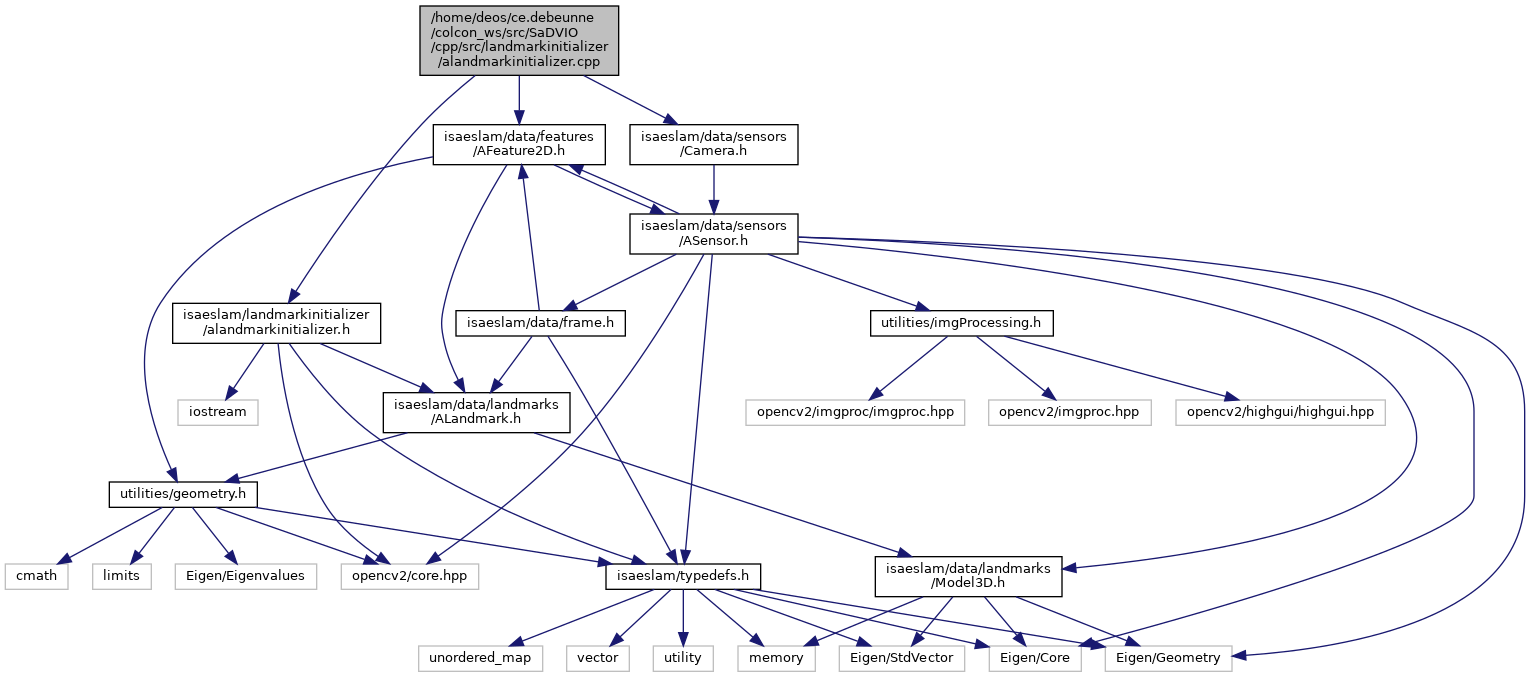 /home/deos/ce.debeunne
/colcon_ws/src/SaDVIO
/cpp/src/landmarkinitializer
/alandmarkinitializer.cpp
isaeslam/data/features
/AFeature2D.h
isaeslam/data/sensors
/Camera.h
isaeslam/data/sensors
/ASensor.h
isaeslam/landmarkinitializer
/alandmarkinitializer.h
isaeslam/data/frame.h
utilities/imgProcessing.h
iostream
isaeslam/data/landmarks
/ALandmark.h
opencv2/imgproc/imgproc.hpp
opencv2/imgproc.hpp
opencv2/highgui/highgui.hpp
utilities/geometry.h
cmath
limits
Eigen/Eigenvalues
opencv2/core.hpp
isaeslam/typedefs.h
isaeslam/data/landmarks
/Model3D.h
unordered_map
vector
utility
memory
Eigen/StdVector
Eigen/Core
Eigen/Geometry